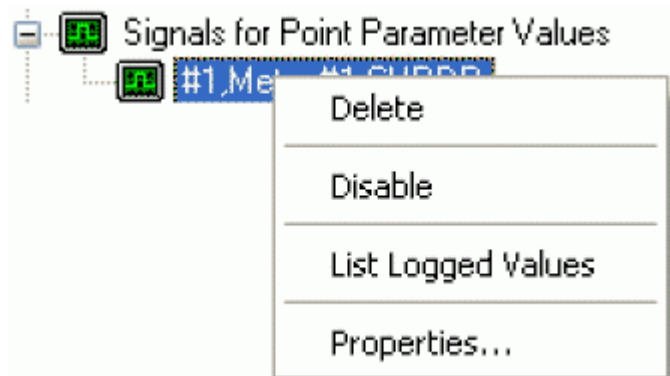 Signals for Point Parameter Values
#1,Me
Delete
Disable
List Logged Values
Properties...